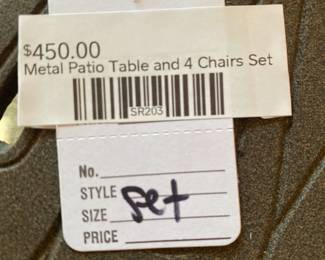 $450.00
Metal Patio Table and 4 Chairs Set
SR203
No.
STYLE
set
SIZE
PRICE